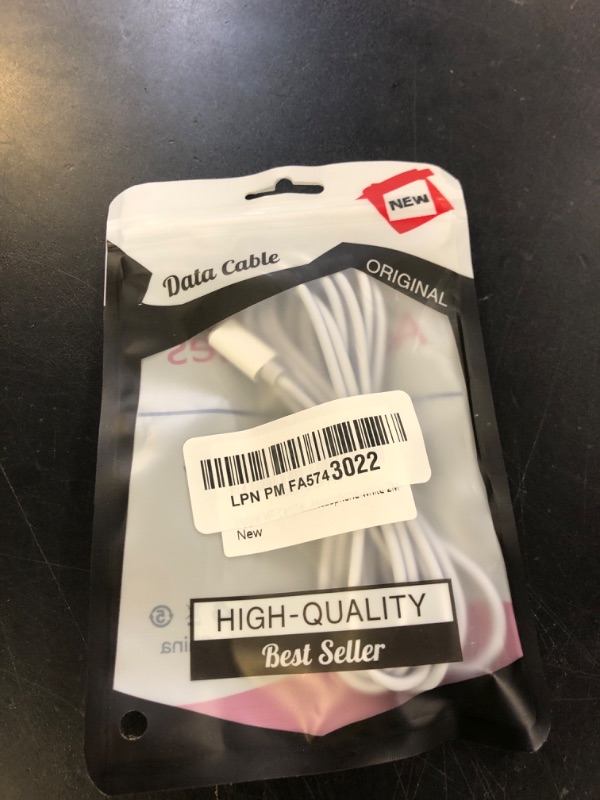 NEW
Data Cable
ORIGINAL
LPN PM FA5743022
New
HIGH-QUALITY
Best Seller